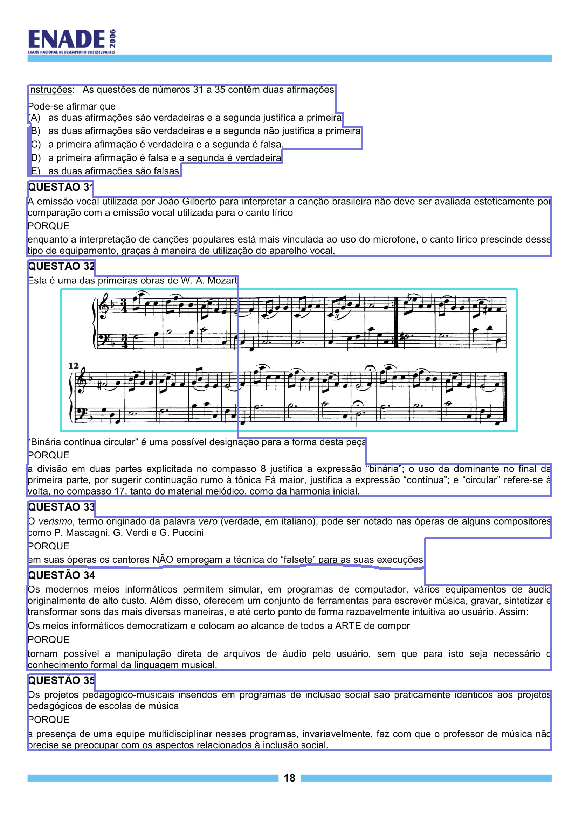 ENADE 2006
EXAME NACIONAL DE DESEMPENHO DOS ESTUDANTES
Instruções: As questões de números 31 a 35 contêm duas afirmações
Pode-se afirmar que
(A) as duas afirmações são verdadeiras e a segunda justifica a primeira
(B) as duas afirmações são verdadeiras e a segunda não justifica a primeira
(C) a primeira afirmação é verdadeira e a segunda é falsa
(D) a primeira afirmação é falsa e a segunda é verdadeira
(E) as duas afirmações são falsas
QUESTÃO 31
A emissão vocal utilizada por João Gilberto para interpretar a canção brasileira não deve ser avaliada esteticamente por
comparação com a emissão vocal utilizada para o canto lírico
PORQUE
enquanto a interpretação de canções populares está mais vinculada ao uso do microfone, o canto lírico prescinde desse
tipo de equipamento, graças à maneira de utilização do aparelho vocal.
QUESTÃO 32
Esta é uma das primeiras obras de W. A. Mozart
12
"Binária contínua circular" é uma possível designação para a forma desta peça
PORQUE
a divisão em duas partes explicitada no compasso 8 justifica a expressão "binária"; o uso da dominante no final da
primeira parte, por sugerir continuação rumo à tônica Fá maior, justifica a expressão "contínua"; e "circular" refere-se à
volta, no compasso 17, tanto do material melódico, como da harmonia inicial.
QUESTÃO 33
O verismo, termo originado da palavra vero (verdade, em italiano), pode ser notado nas óperas de alguns compositores
como P. Mascagni, G. Verdi e G. Puccini
PORQUE
em suas óperas os cantores NÃO empregam a técnica do "falsete" para as suas execuções
QUESTÃO 34
Os modernos meios informáticos permitem simular, em programas de computador, vários equipamentos de áudio
originalmente de alto custo. Além disso, oferecem um conjunto de ferramentas para escrever música, gravar, sintetizar e
transformar sons das mais diversas maneiras, e até certo ponto de forma razoavelmente intuitiva ao usuário. Assim:
Os meios informáticos democratizam e colocam ao alcance de todos a ARTE de compor
PORQUE
tornam possível a manipulação direta de arquivos de áudio pelo usuário, sem que para isto seja necessário o
conhecimento formal da linguagem musical.
QUESTÃO 35
Os projetos pedagógico-musicais inseridos em programas de inclusão social são praticamente idênticos aos projetos
pedagógicos de escolas de música
PORQUE
a presença de uma equipe multidisciplinar nesses programas, invariavelmente, faz com que o professor de música não
precise se preocupar com os aspectos relacionados à inclusão social.
18